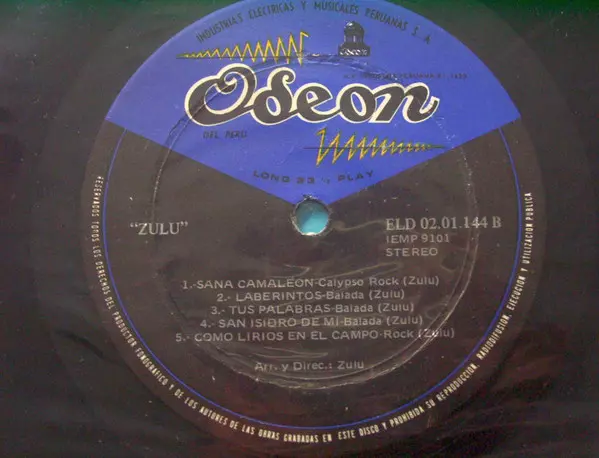 INDUSTRIAS ELECTRICAS Y MUSICALES PERUANAS S. A.
Odeon
Odeon
DEL PERU
LONG 33 ⅓ PLAY
"ZULU"
ELD 02.01.144 B
IEMP 9101
STEREO
1.-SANA CAMALEON-Calypso Rock (Zulu)
2.- LABERINTOS-Balada (Zulu)
3.- TUS PALABRAS-Balada (Zulu)
4.- SAN ISIDRO DE MI-Balada (Zulu)
5.- COMO LIRIOS EN EL CAMPO-Rock (Zulu)
Arr. y Direc.: Zulu
RESERVADOS TODOS LOS DERECHOS DEL PRODUCTOR FONOGRAFICO Y DE LOS AUTORES DE LAS OBRAS GRABADAS EN ESTE DISCO Y PROHIBIDA SU REPRODUCCION, RADIODIFUSION, EJECUCION Y UTILIZACION PUBLICA